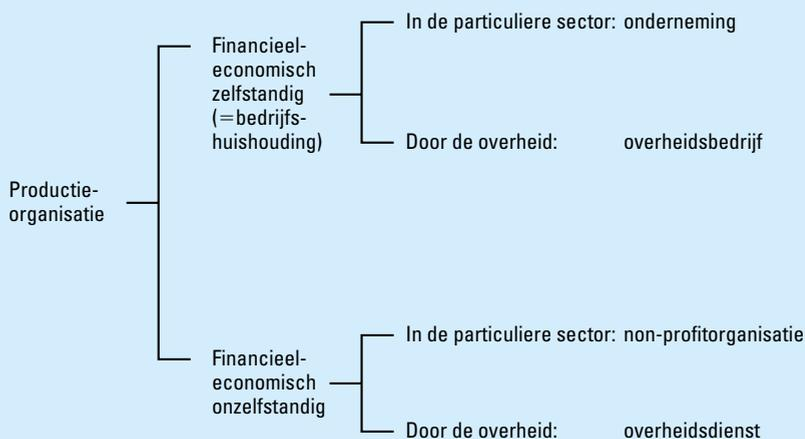 In de particuliere sector: onderneming
Financieel-
economisch
zelfstandig
(=bedrijfs-
huishouding)
Door de overheid: overheidsbedrijf
Productie-
organisatie
In de particuliere sector: non-profitorganisatie
Financieel-
economisch
onzelfstandig
Door de overheid: overheidsdienst